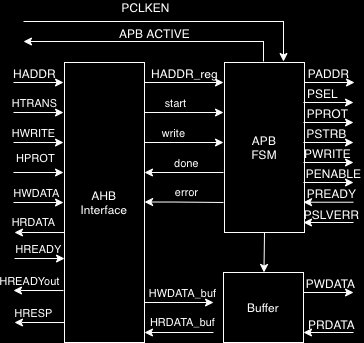 PCLKEN
APB ACTIVE
HADDR
HADDR_reg
PADDR
HTRANS
start
PSEL
PPROT
HWRITE
write
APB
FSM
PSTRB
PWRITE
HPROT
done
PENABLE
HWDATA
AHB
Interface
error
PREADY
HRDATA
PSLVERR
HREADY
HREADYout
HWDATA_buf
PWDATA
HRESP
HRDATA_buf
Buffer
PRDATA